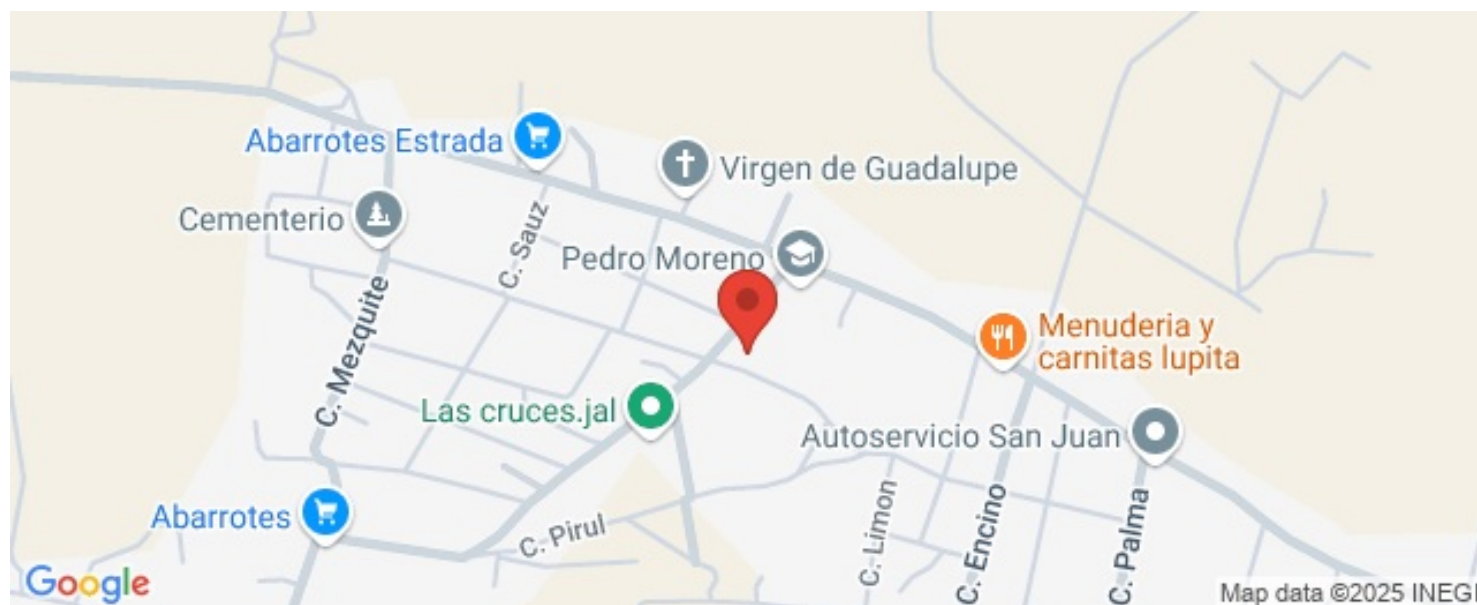 Abarrotes Estrada
Virgen de Guadalupe
Cementerio
C. Sauz
Pedro Moreno
C. Mezquite
Menuderia y
carnitas lupita
Las cruces.jal
Autoservicio San Juan
Abarrotes
C. Pirul
C. Limon
C. Encino
C. Palma
Google
Map data ©2025 INEGI